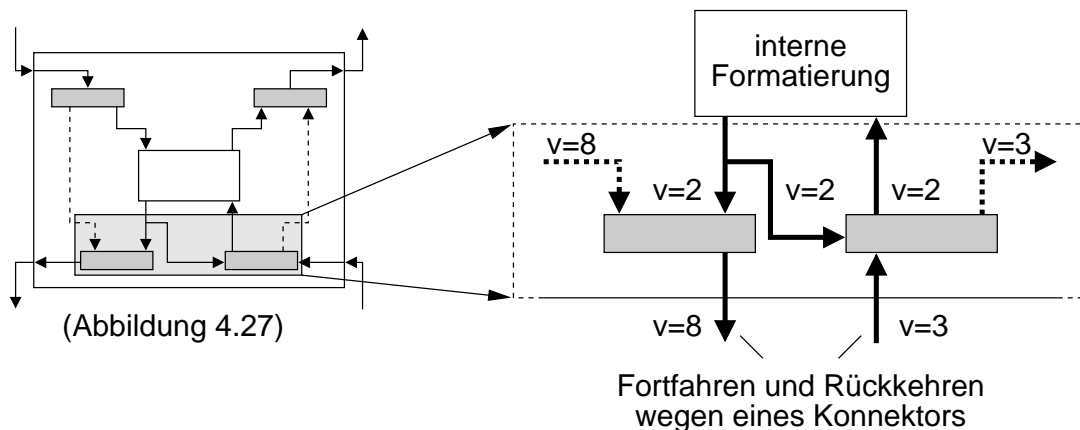 interne
Formatierung
v=8
v=3
v=2
v=2
v=2
(Abbildung 4.27)
v=8
v=3
Fortfahren und Rückkehren
wegen eines Konnektors